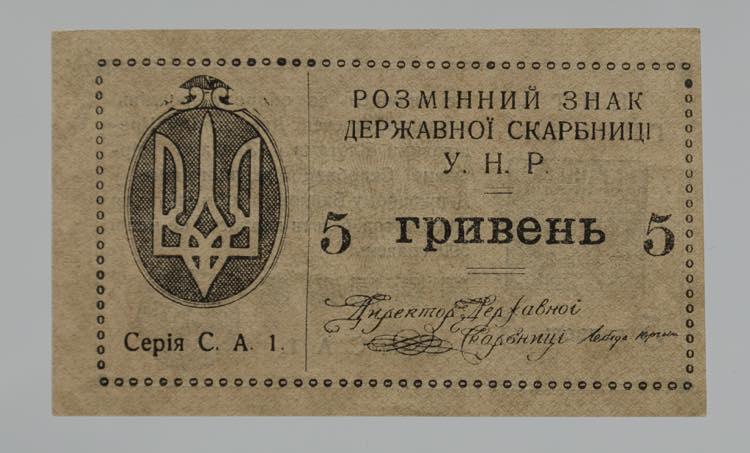 РОЗМІННИЙ ЗНАК
ДЕРЖАВНОЇ СКАРБНИЦІ
У. Н. Р.
5 гривень 5
Директор Державної
Скарбниці
Серія С. А. 1.